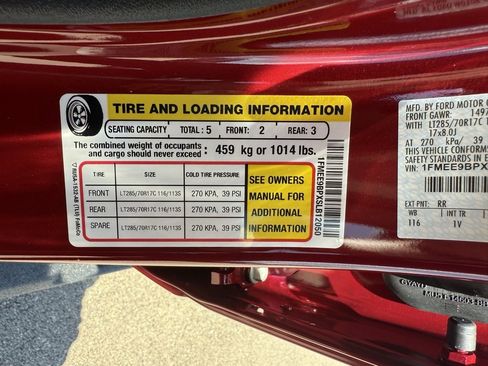 TIRE AND LOADING INFORMATION
SEATING CAPACITY TOTAL : 5 FRONT: 2 REAR: 3
The combined weight of occupants
and cargo should never exceed : 459 kg or 1014 lbs.
TIRE SIZE COLD TIRE PRESSURE
FRONT LT285/70R17C 116/113S 270 KPA, 39 PSI
REAR LT285/70R17C 116/113S 270 KPA, 39 PSI
SPARE LT285/70R17C 116/113S 270 KPA, 39 PSI
SEE OWNERS
MANUAL FOR
ADDITIONAL
INFORMATION
1FMEE9BPXSLB12050
MFD. BY FORD MOTOR
FRONT GAWR: 149
WITH LT285/70R17C
17x8.0J
AT 270 kPa/ 39
THIS VEHICLE CONFORMS
VIN: 1FMEE9BPX
EXT PNT: RR
WB INT TR
116 1V